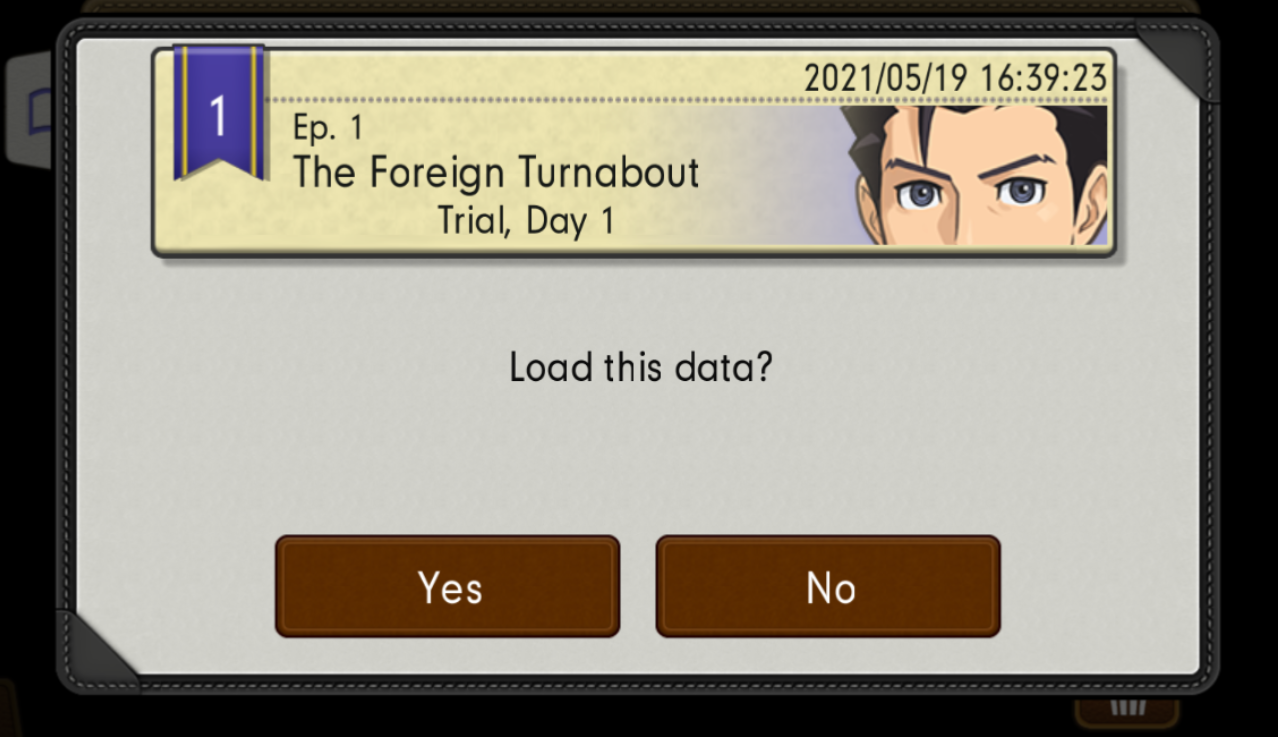 1
2021/05/19 16:39:23
Ep. 1
The Foreign Turnabout
Trial, Day 1
Load this data?
Yes
No